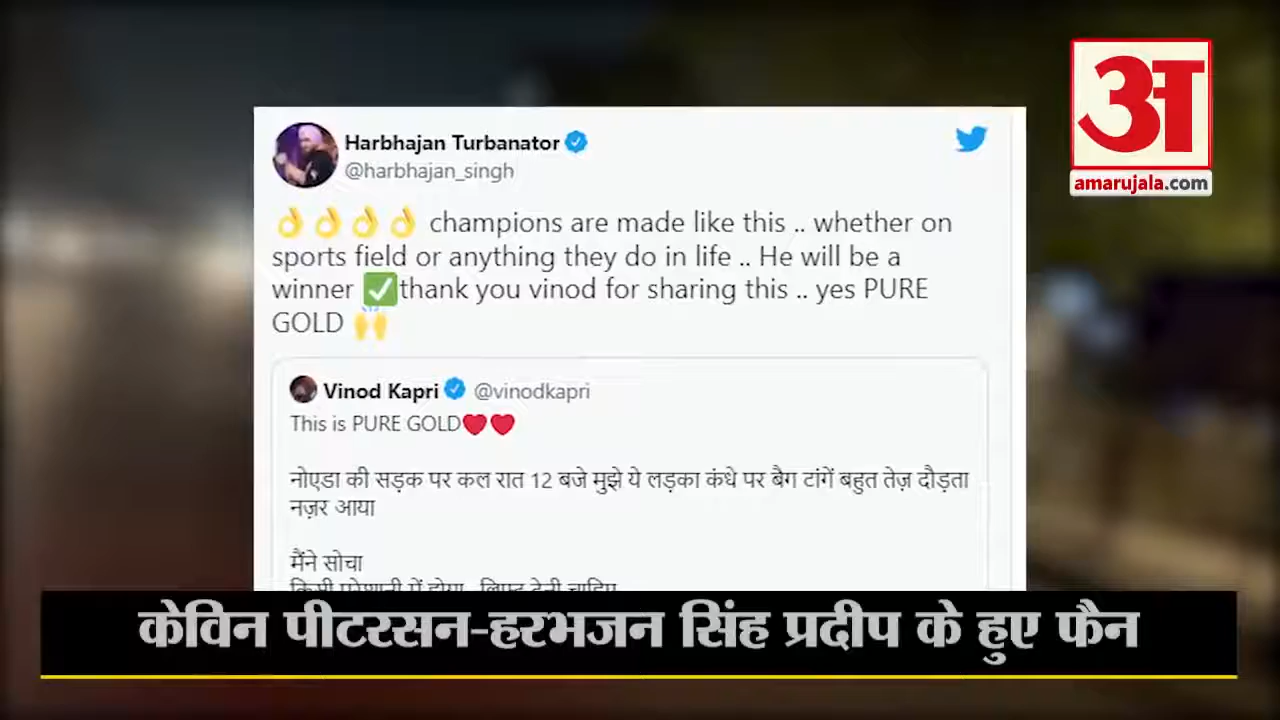 अ
amarujala.com
Harbhajan Turbanator
@harbhajan_singh
👌👌👌👌 champions are made like this .. whether on
sports field or anything they do in life .. He will be a
winner ✅thank you vinod for sharing this .. yes PURE
GOLD 🙌
Vinod Kapri @vinodkapri
This is PURE GOLD❤️❤️
नोएडा की सड़क पर कल रात 12 बजे मुझे ये लड़का कंधे पर बैग टांगें बहुत तेज़ दौड़ता
नज़र आया
मैंने सोचा
किसी परेशानी में होगा, लिफ्ट देनी चाहिए
केविन पीटरसन-हरभजन सिंह प्रदीप के हुए फैन